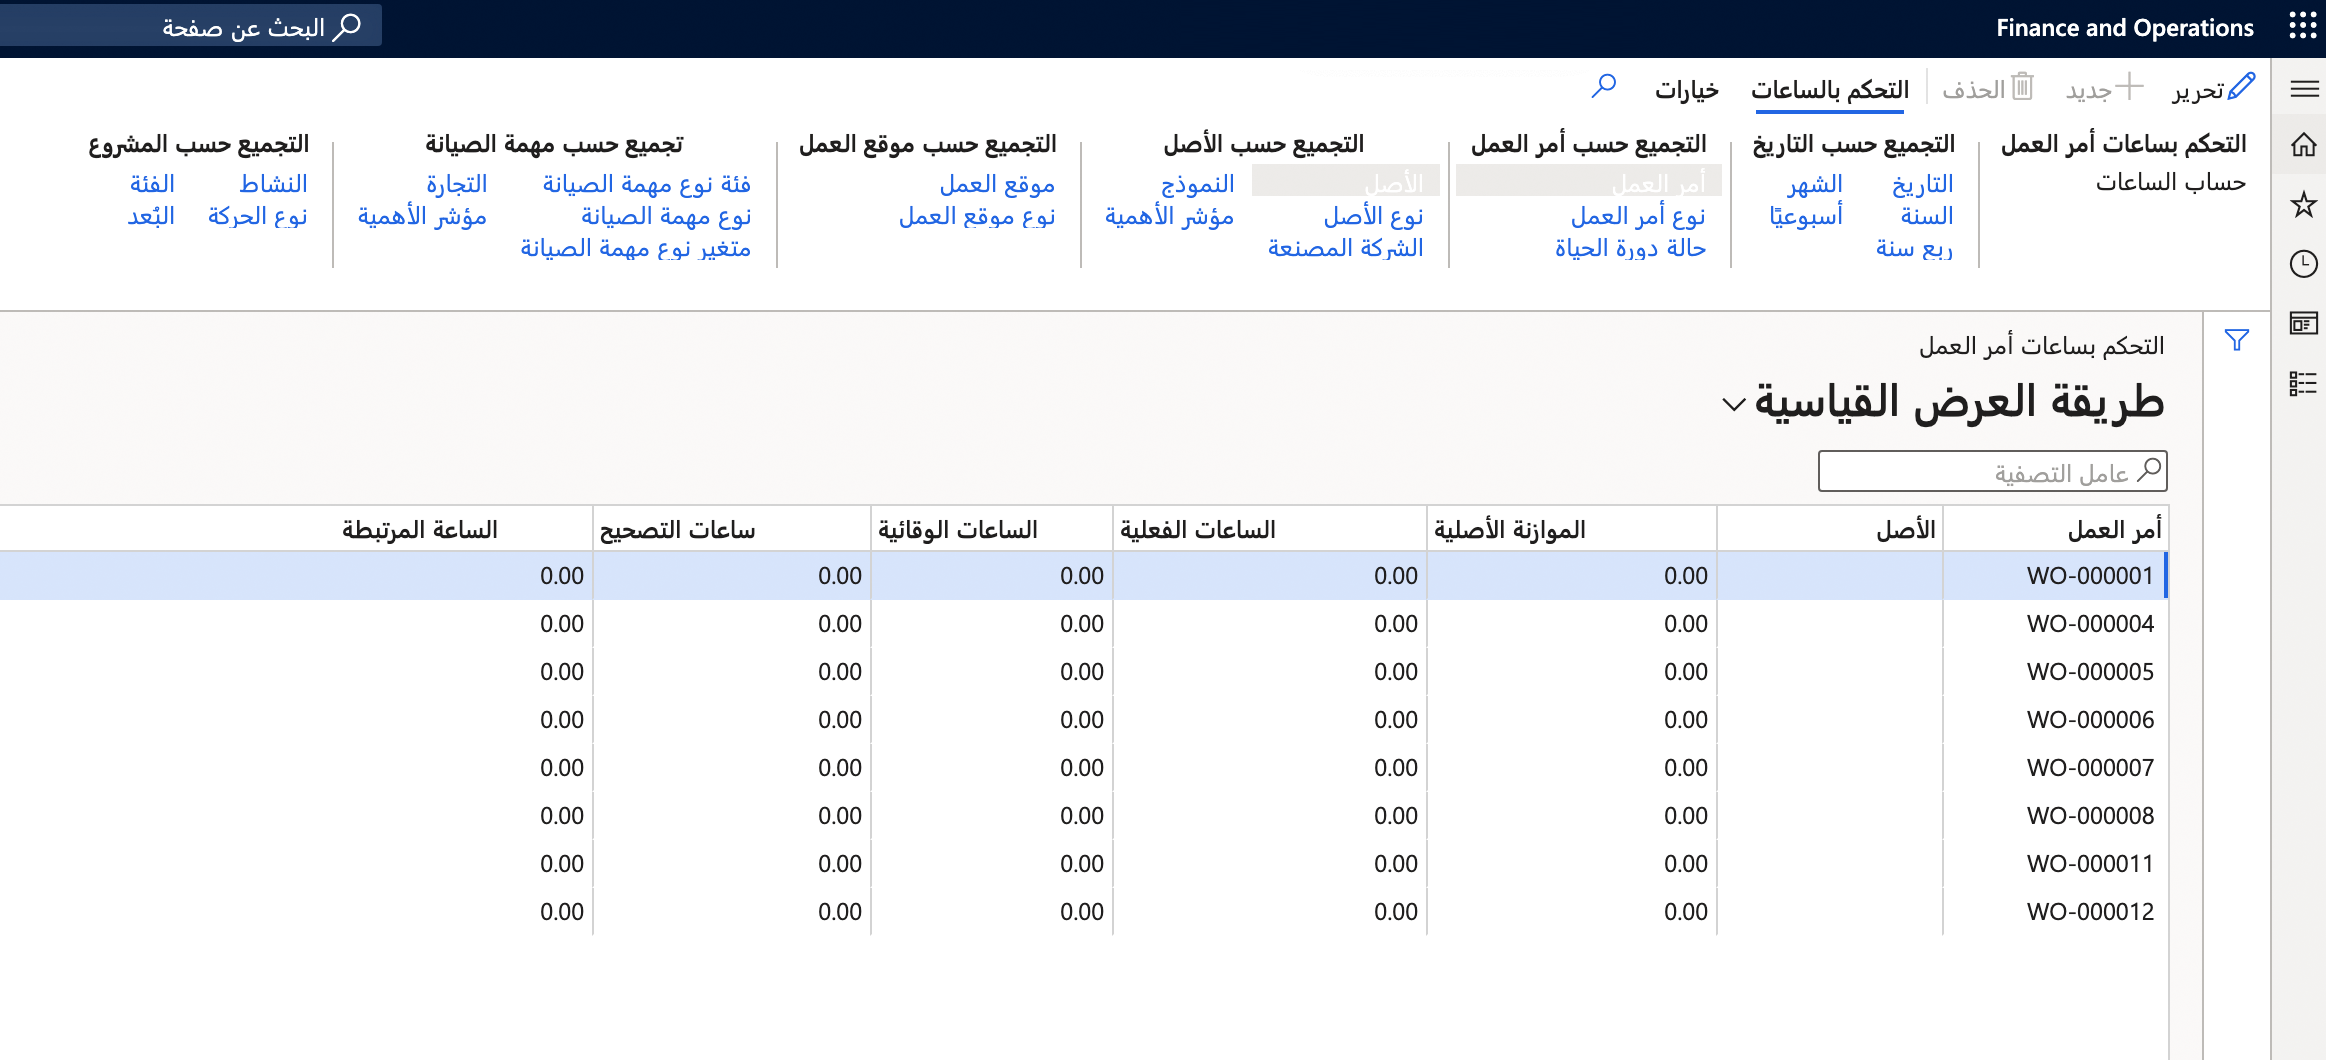 Finance and Operations
البحث عن صفحة
تحرير
جديد
الحذف
التحكم بالساعات
خيارات
التحكم بساعات أمر العمل
حساب الساعات
التجميع حسب التاريخ
التاريخ الشهر
السنة أسبوعيًا
ربع سنة
التجميع حسب أمر العمل
أمر العمل
نوع أمر العمل
حالة دورة الحياة
التجميع حسب الأصل
الأصل النموذج
نوع الأصل مؤشر الأهمية
الشركة المصنعة
التجميع حسب موقع العمل
موقع العمل
نوع موقع العمل
تجميع حسب مهمة الصيانة
فئة نوع مهمة الصيانة التجارة
نوع مهمة الصيانة مؤشر الأهمية
متغير نوع مهمة الصيانة
التجميع حسب المشروع
النشاط الفئة
نوع الحركة البُعد
التحكم بساعات أمر العمل
طريقة العرض القياسية
عامل التصفية
أمر العمل الأصل الموازنة الأصلية الساعات الفعلية الساعات الوقائية ساعات التصحيح الساعة المرتبطة
WO-000001 0.00 0.00 0.00 0.00 0.00
WO-000004 0.00 0.00 0.00 0.00 0.00
WO-000005 0.00 0.00 0.00 0.00 0.00
WO-000006 0.00 0.00 0.00 0.00 0.00
WO-000007 0.00 0.00 0.00 0.00 0.00
WO-000008 0.00 0.00 0.00 0.00 0.00
WO-000011 0.00 0.00 0.00 0.00 0.00
WO-000012 0.00 0.00 0.00 0.00 0.00